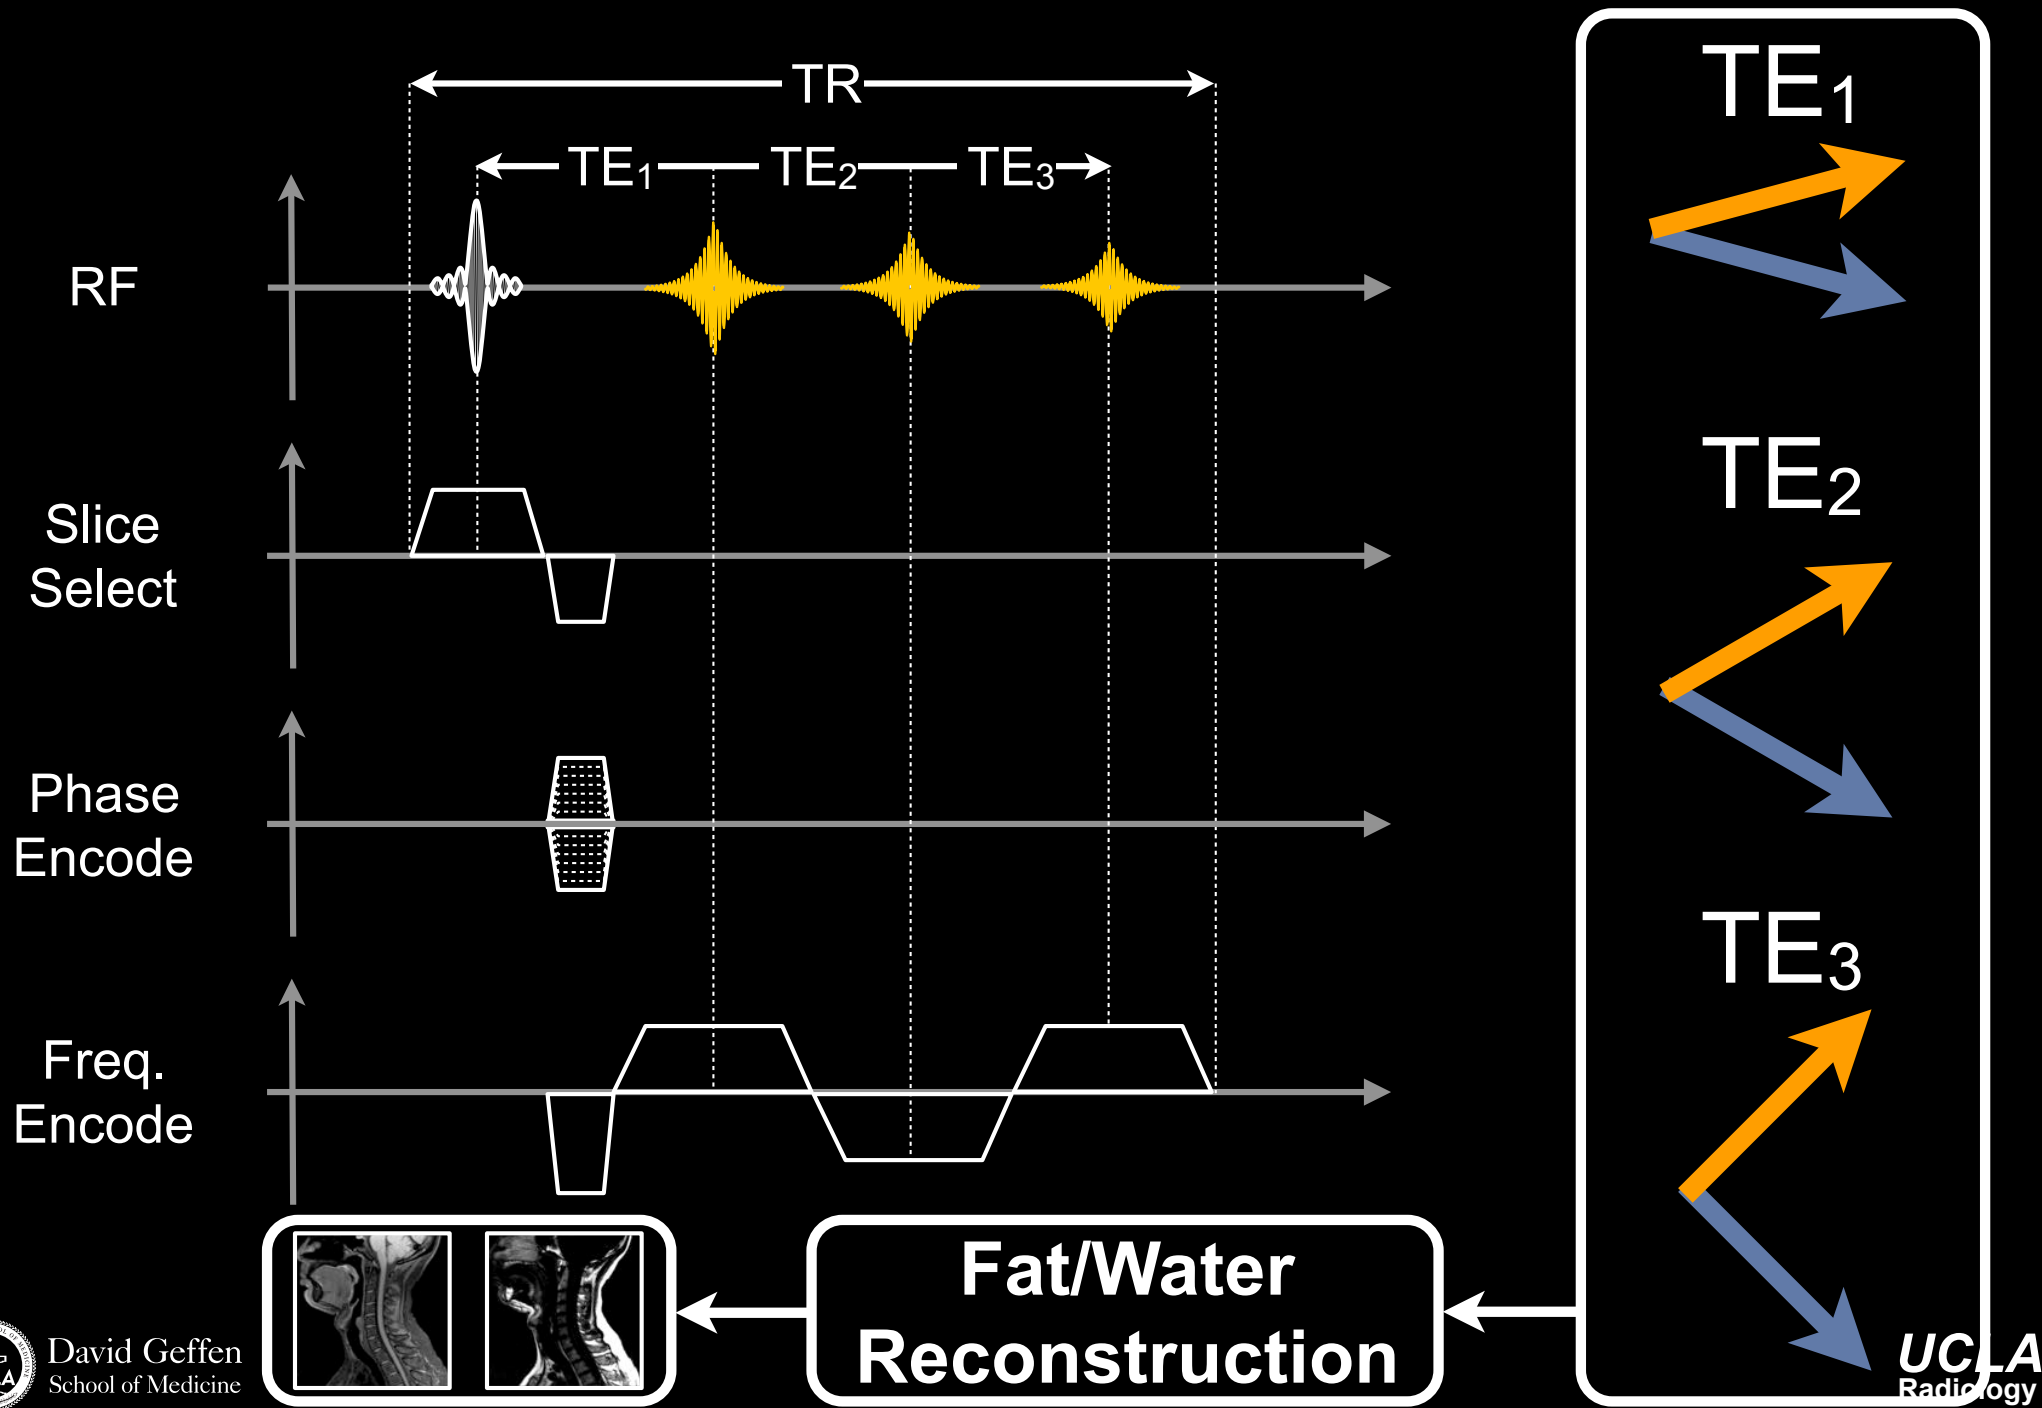 TR
TE1
TE2
TE3
RF
Slice
Select
Phase
Encode
Freq.
Encode
TE1
TE2
TE3
Fat/Water
Reconstruction
David Geffen
School of Medicine
UCLA
Radiology